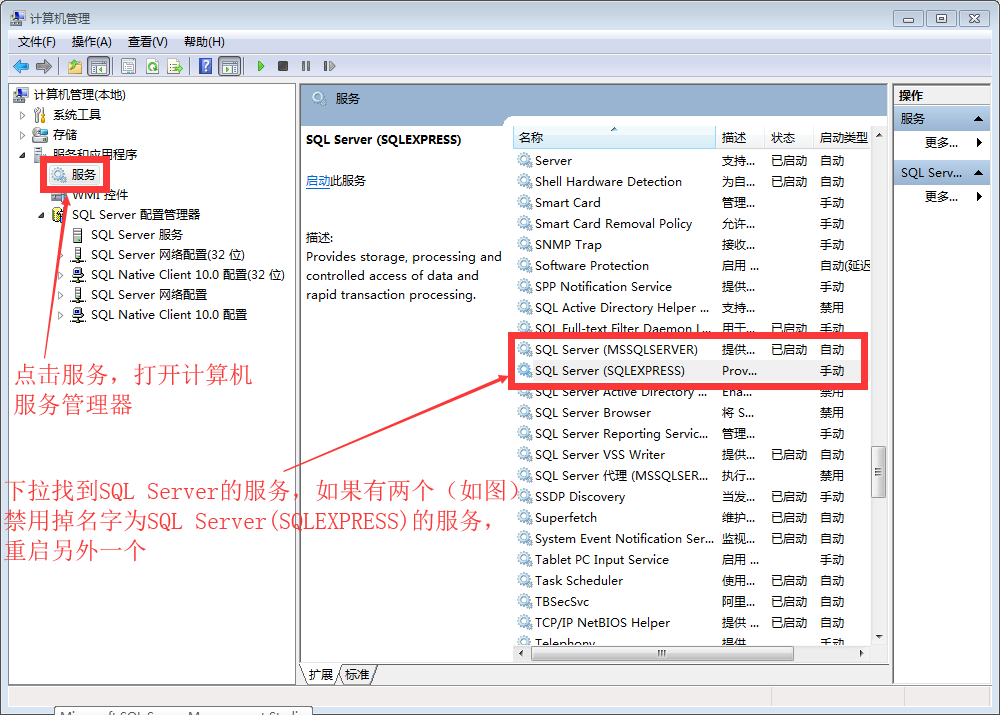 计算机管理
文件(F) 操作(A) 查看(V) 帮助(H)
计算机管理(本地)
系统工具
存储
服务和应用程序
服务
WMI 控件
SQL Server 配置管理器
SQL Server 服务
SQL Server 网络配置(32 位)
SQL Native Client 10.0 配置(32 位)
SQL Server 网络配置
SQL Native Client 10.0 配置
点击服务，打开计算机
服务管理器
下拉找到SQL Server的服务，如果有两个（如图）
禁用掉名字为SQL Server(SQLEXPRESS)的服务，
重启另外一个
服务
SQL Server (SQLEXPRESS)
启动此服务
描述:
Provides storage, processing and
controlled access of data and
rapid transaction processing.
名称 描述 状态 启动类型
Server 支持... 已启动 自动
Shell Hardware Detection 为自... 已启动 自动
Smart Card 管理... 手动
Smart Card Removal Policy 允许... 手动
SNMP Trap 接收... 手动
Software Protection 启用 ... 自动(延迟
SPP Notification Service 提供... 手动
SQL Active Directory Helper ... 支持... 禁用
SQL Full-text Filter Daemon L... 用于... 已启动 手动
SQL Server (MSSQLSERVER) 提供... 已启动 自动
SQL Server (SQLEXPRESS) Prov... 手动
SQL Server Active Directory ... Ena... 禁用
SQL Server Browser 将 S... 手动
SQL Server Reporting Servic... 管理... 手动
SQL Server VSS Writer 提供... 已启动 自动
SQL Server 代理 (MSSQLSER... 执行... 禁用
SSDP Discovery 当发... 已启动 手动
Superfetch 维护... 已启动 自动
System Event Notification Ser... 监视... 已启动 自动
Tablet PC Input Service 启用 ... 手动
Task Scheduler 使用... 已启动 自动
TBSecSvc 阿里... 已启动 自动
TCP/IP NetBIOS Helper 提供 ... 已启动 自动
Telephony 提供 手动
扩展 标准
操作
服务
更多...
SQL Serv...
更多...
Microsoft SQL Server Management Studio